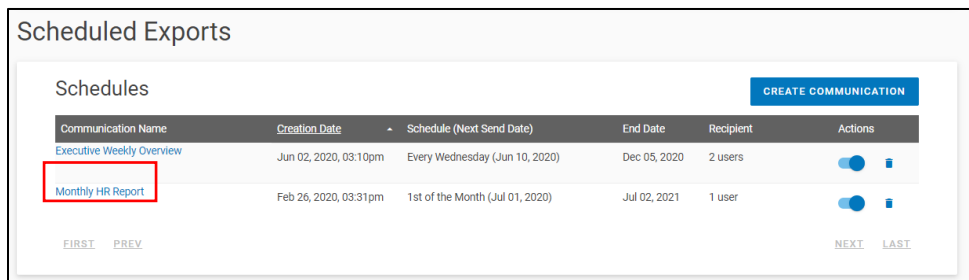 Scheduled Exports
Schedules
CREATE COMMUNICATION
Communication Name Creation Date Schedule (Next Send Date) End Date Recipient Actions
Executive Weekly Overview Jun 02, 2020, 03:10pm Every Wednesday (Jun 10, 2020) Dec 05, 2020 2 users
Monthly HR Report Feb 26, 2020, 03:31pm 1st of the Month (Jul 01, 2020) Jul 02, 2021 1 user
FIRST PREV NEXT LAST